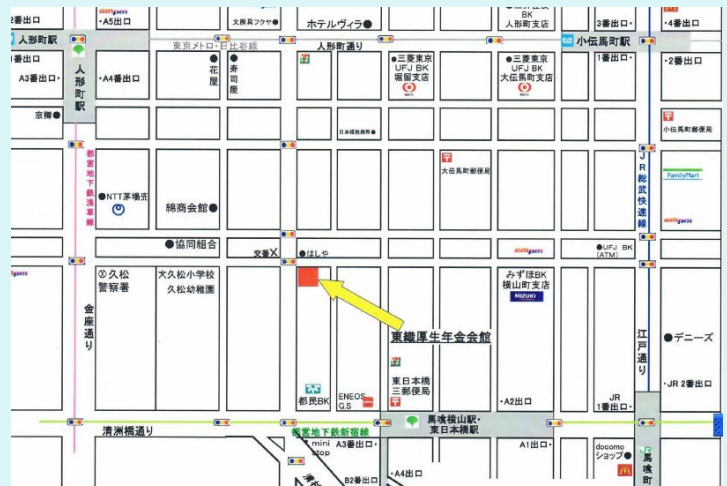 2番出口
・A5出口
文房具フクヤ●
ホテルヴィラ●
BK
人形町支店
3番出口・
・4番出口
人形町駅
東京メトロ・日比谷線
人形町通り
小伝馬町駅
1番出口・
・2番出口
A3番出口・
人形町駅
・A4番出口
●花屋
●寿司屋
●三菱東京
UFJ BK
堀留支店
●三菱東京
UFJ BK
大伝馬町支店
京樽●
小伝馬町郵便局
大伝馬町郵便局
都営地下鉄浅草線
JR総武快速線
FamilyMart
●NTT茅場兜
綿商会館●
am/pm
●協同組合
交番X
●はしや
am/pm
●UFJ BK
(ATM)
久松
警察署
大久松小学校
久松幼稚園
みずほBK
横山町支店
MIZUHO
金座通り
東織厚生年金会館
江戸通り
●デニーズ
都民BK
ENEOS
G.S
東日本橋
三郵便局
・A2出口
JR
1番出口・
・JR 2番出口
清洲橋通り
都営地下鉄新宿線
馬喰横山駅・
東日本橋駅
mini
stop
A3番出口・
A1出口・
docomo
ショップ●
馬喰町
B2番出口
・A4出口